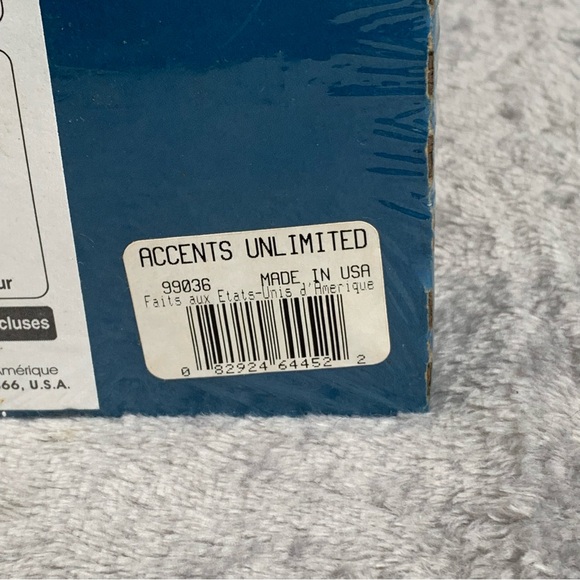 ur
cluses
Amérique
66, U.S.A.
ACCENTS UNLIMITED
99036 MADE IN USA
Faits aux Etats-Unis d'Amerique
0 82924 64452 2